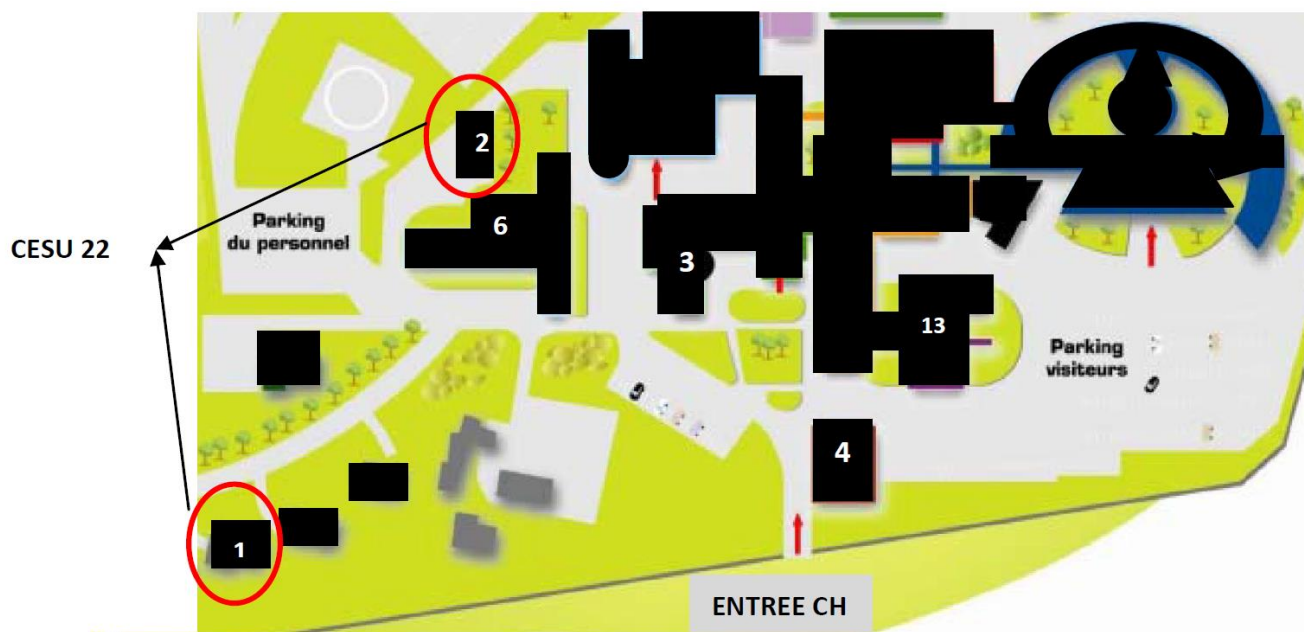 2
6
Parking
du personnel
CESU 22
3
13
Parking
visiteurs
4
1
ENTREE CH